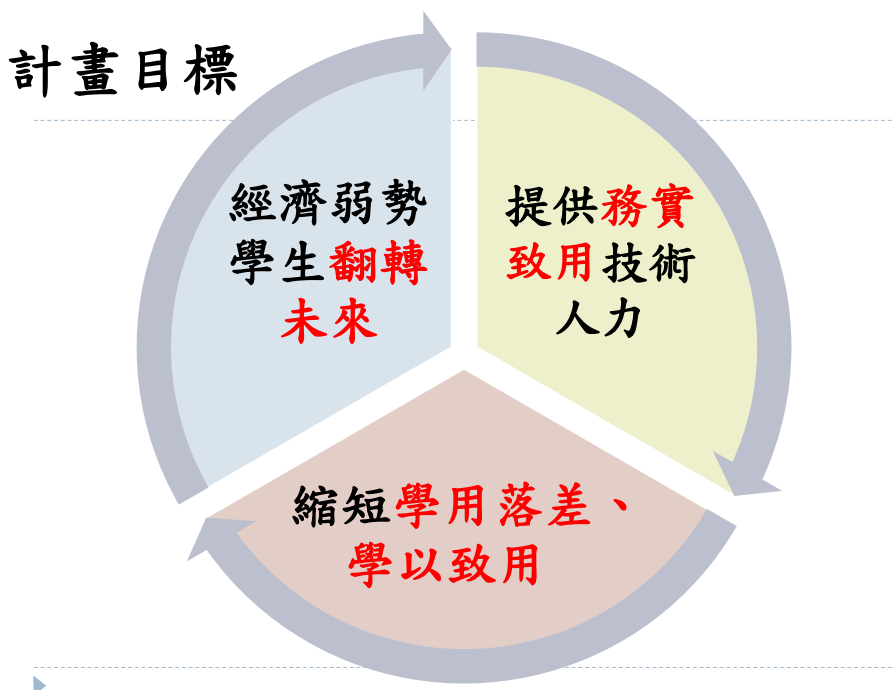 計畫目標
經濟弱勢
學生翻轉
未來
提供務實
致用技術
人力
縮短學用落差、
學以致用